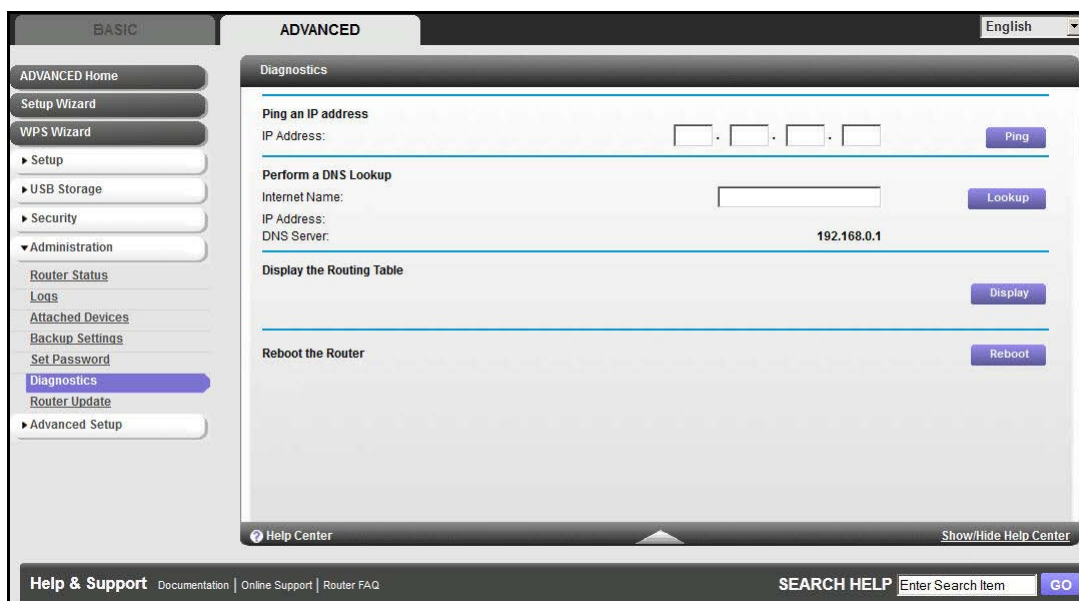 BASIC
ADVANCED
English
ADVANCED Home
Setup Wizard
WPS Wizard
Setup
USB Storage
Security
Administration
Router Status
Logs
Attached Devices
Backup Settings
Set Password
Diagnostics
Router Update
Advanced Setup
Diagnostics
Ping an IP address
IP Address: . . . Ping
Perform a DNS Lookup
Internet Name: Lookup
IP Address:
DNS Server: 192.168.0.1
Display the Routing Table
Display
Reboot the Router Reboot
Help Center Show/Hide Help Center
Help & Support Documentation | Online Support | Router FAQ SEARCH HELP Enter Search Item GO